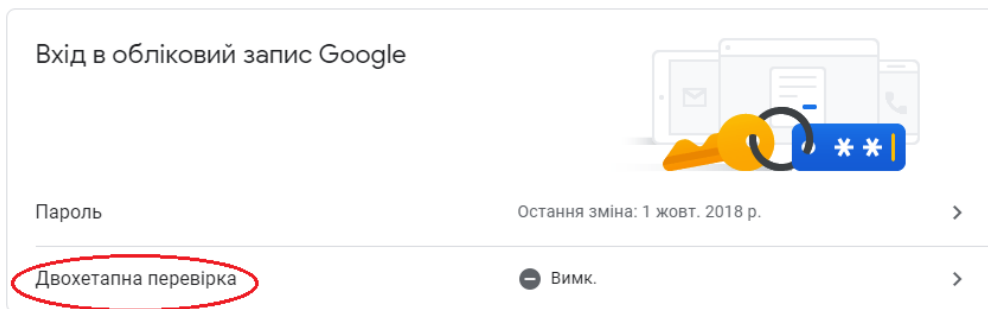 Вхід в обліковий запис Google
**
Пароль
Остання зміна: 1 жовт. 2018 р.
Двохетапна перевірка
Вимк.